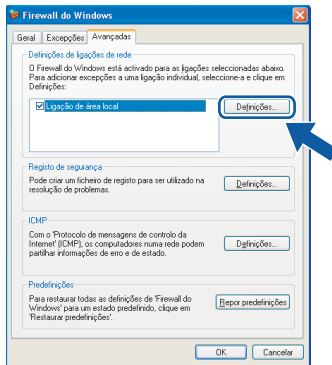 Firewall do Windows
Geral Excepções Avançadas
Definições de ligações de rede
O Firewall do Windows está activado para as ligações seleccionadas abaixo.
Para adicionar excepções a uma ligação individual, seleccione-a e clique em
Definições:
Ligação de área local
Definições...
Registo de segurança
Pode criar um ficheiro de registo para ser utilizado na
resolução de problemas.
Definições...
ICMP
Com o 'Protocolo de mensagens de controlo da
Internet' (ICMP), os computadores numa rede podem
partilhar informações de erro e de estado.
Definições...
Predefinições
Para restaurar todas as definições de 'Firewall do
Windows' para um estado predefinido, clique em
'Restaurar predefinições'.
Repor predefinições
OK Cancelar